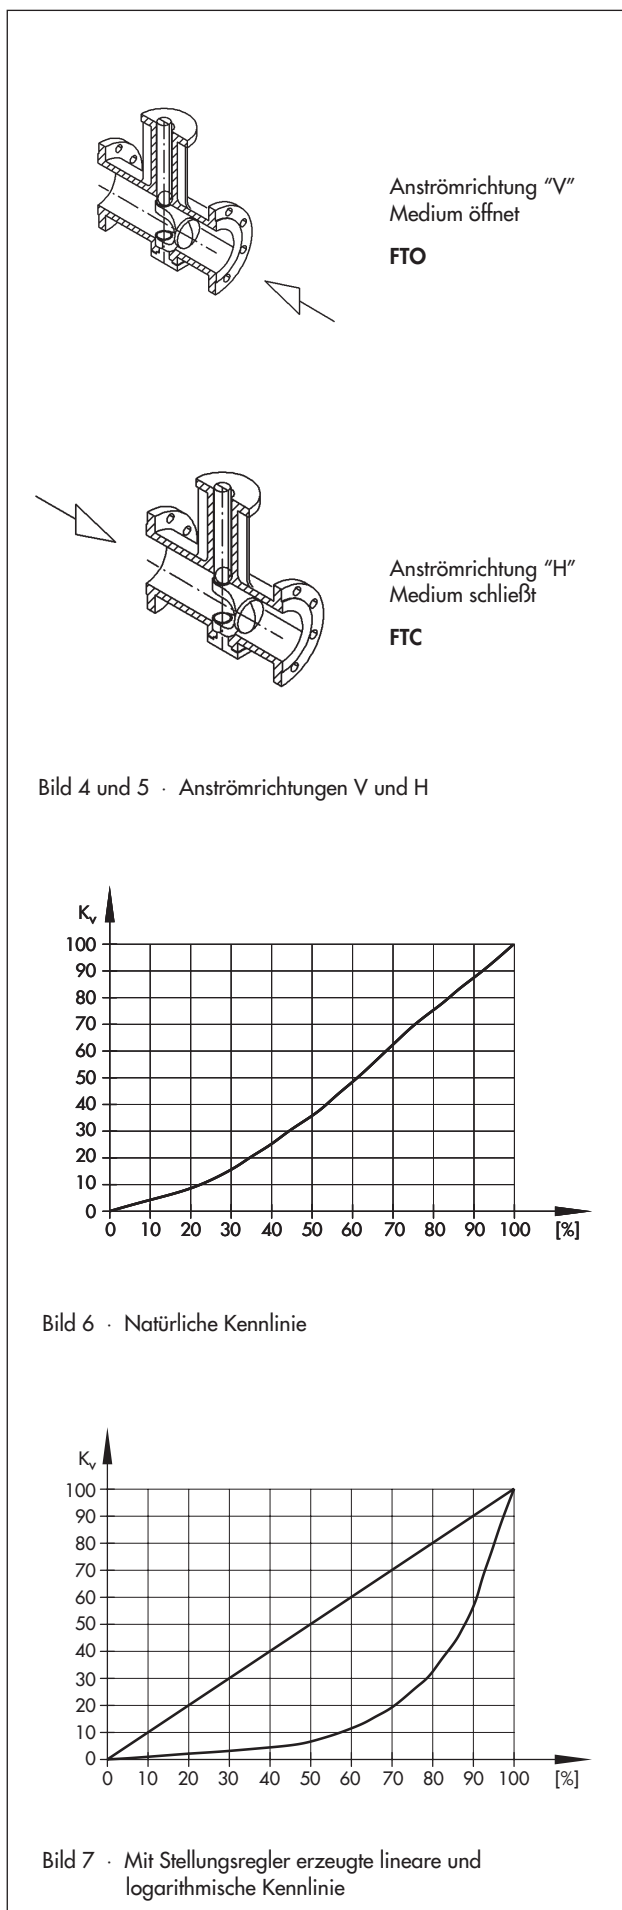 Anströmrichtung “V”
Medium öffnet
FTO
Anströmrichtung “H”
Medium schließt
FTC
Bild 4 und 5 · Anströmrichtungen V und H
Kv
100
90
80
70
60
50
40
30
20
10
0
0 10 20 30 40 50 60 70 80 90 100 [%]
Bild 6 · Natürliche Kennlinie
Kv
100
90
80
70
60
50
40
30
20
10
0
0 10 20 30 40 50 60 70 80 90 100 [%]
Bild 7 · Mit Stellungsregler erzeugte lineare und
logarithmische Kennlinie